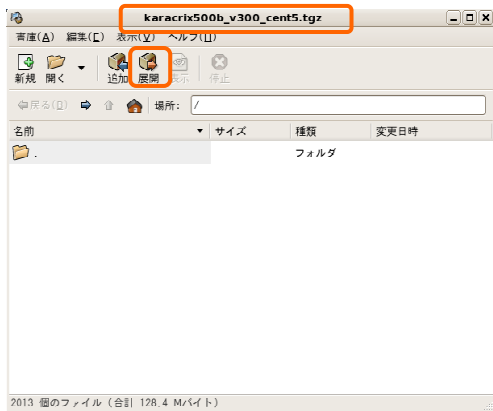 karacrix500b_v300_cent5.tgz
書庫(A) 編集(E) 表示(V) ヘルプ(H)
新規 開く 追加 展開 表示 停止
戻る(B) 場所: /
名前 サイズ 種類 変更日時
. フォルダ
2013 個のファイル (合計 128.4 Mバイト)